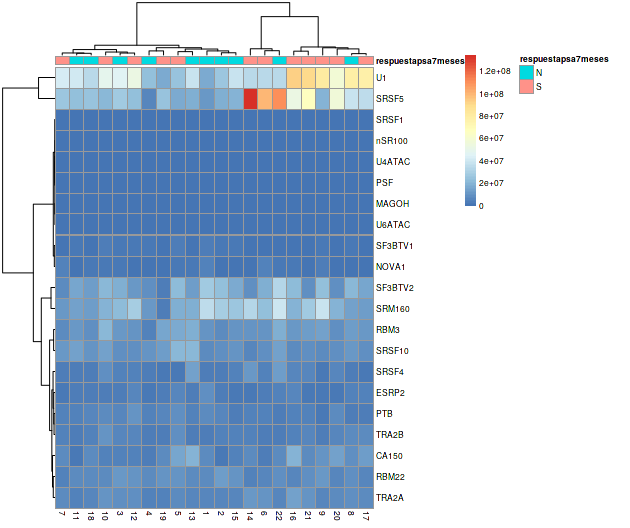 respuestapsa7meses
respuestapsa7meses
N
S
1.2e+08
1e+08
8e+07
6e+07
4e+07
2e+07
0
U1
SRSF5
SRSF1
nSR100
U4ATAC
PSF
MAGOH
U6ATAC
SF3BTV1
NOVA1
SF3BTV2
SRM160
RBM3
SRSF10
SRSF4
ESRP2
PTB
TRA2B
CA150
RBM22
TRA2A
7 11 18 10 3 12 4 19 5 13 1 2 15 14 6 22 16 21 9 20 8 17